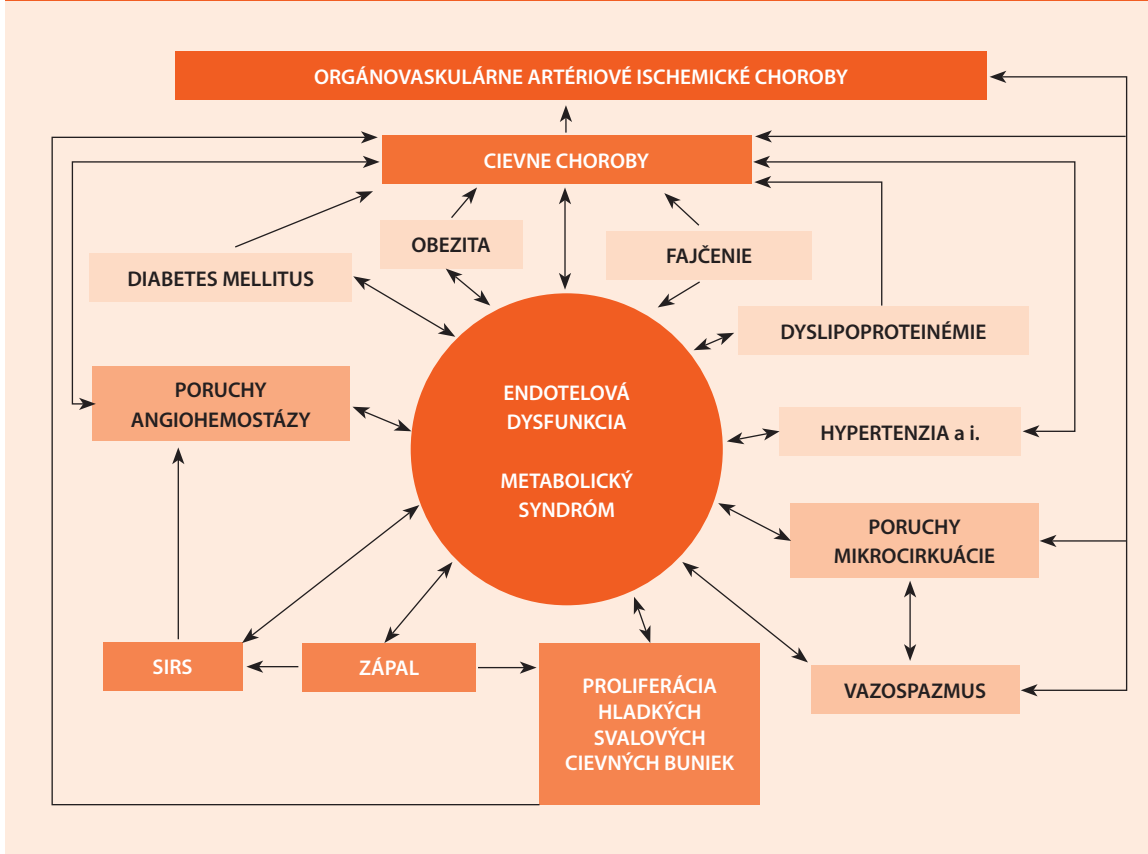 ORGÁNOVASKULÁRNE ARTÉRIOVÉ ISCHEMICKÉ CHOROBY
CIEVNE CHOROBY
OBEZITA
FAJČENIE
DIABETES MELLITUS
DYSLIPOPROTEINÉMIE
PORUCHY
ANGIOHEMOSTÁZY
ENDOTELOVÁ
DYSFUNKCIA
METABOLICKÝ
SYNDRÓM
HYPERTENZIA a i.
PORUCHY
MIKROCIRKUÁCIE
SIRS
ZÁPAL
PROLIFERÁCIA
HLADKÝCH
SVALOVÝCH
CIEVNÝCH BUNIEK
VAZOSPAZMUS